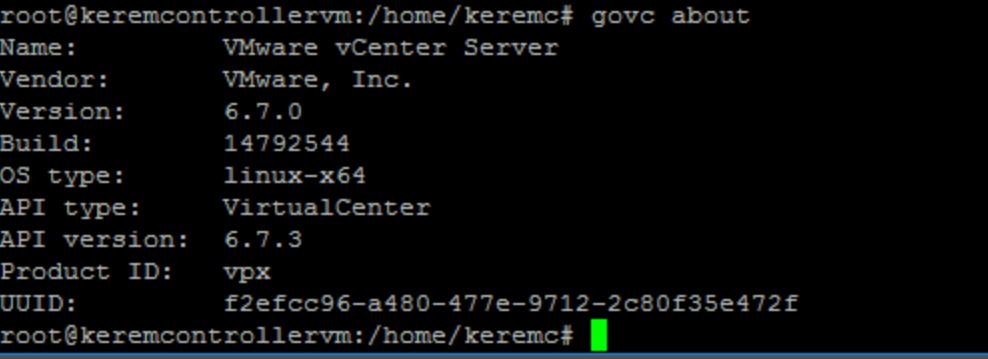 root@keremcontrollervm:/home/keremc# govc about
Name: VMware vCenter Server
Vendor: VMware, Inc.
Version: 6.7.0
Build: 14792544
OS type: linux-x64
API type: VirtualCenter
API version: 6.7.3
Product ID: vpx
UUID: f2efcc96-a480-477e-9712-2c80f35e472f
root@keremcontrollervm:/home/keremc#